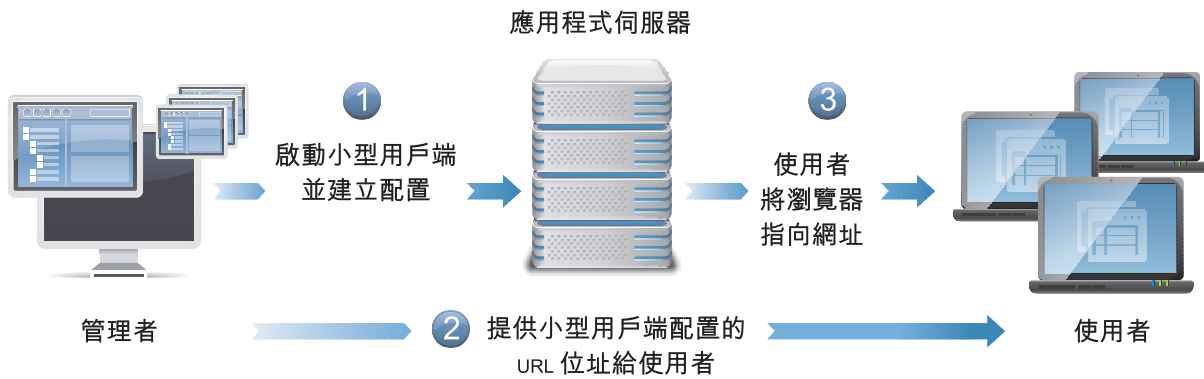 應用程式伺服器
1
啟動小型用戶端
並建立配置
3
使用者
將瀏覽器
指向網址
管理者
2
提供小型用戶端配置的
URL 位址給使用者
使用者